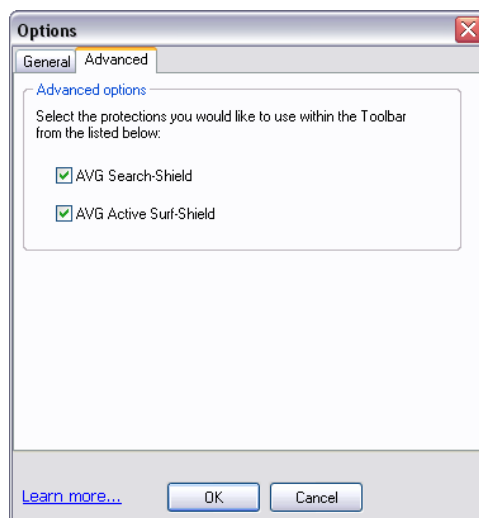 Options
General
Advanced
Advanced options
Select the protections you would like to use within the Toolbar
from the listed below:
AVG Search-Shield
AVG Active Surf-Shield
Learn more...
OK
Cancel